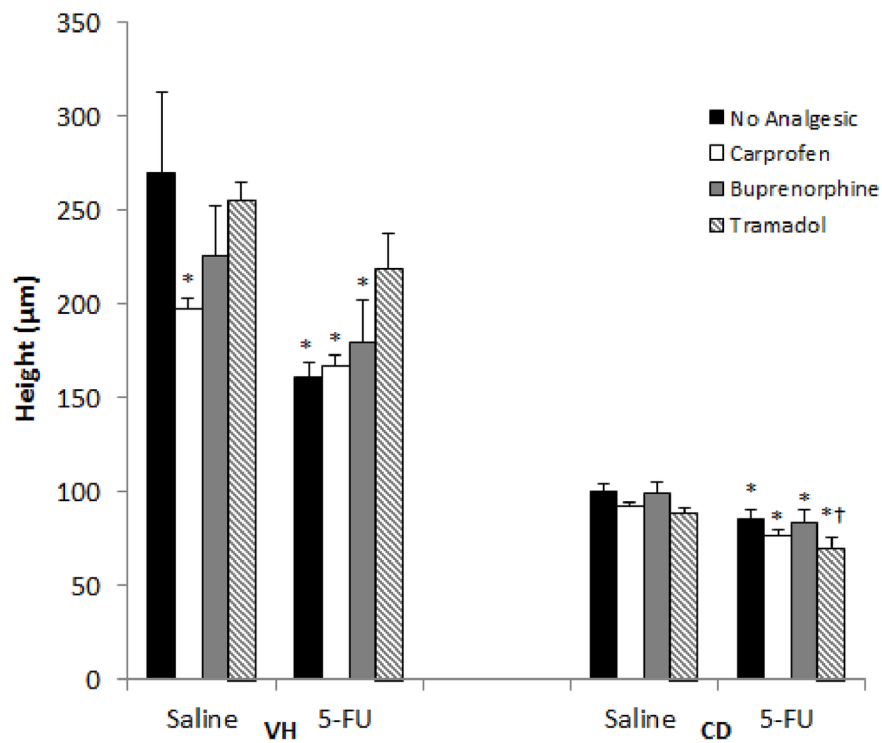 350
300
250
200
150
100
50
0
Height (µm)
No Analgesic
Carprofen
Buprenorphine
Tramadol
*
*
*
*
*
*
*
*†
Saline VH 5-FU
Saline CD 5-FU